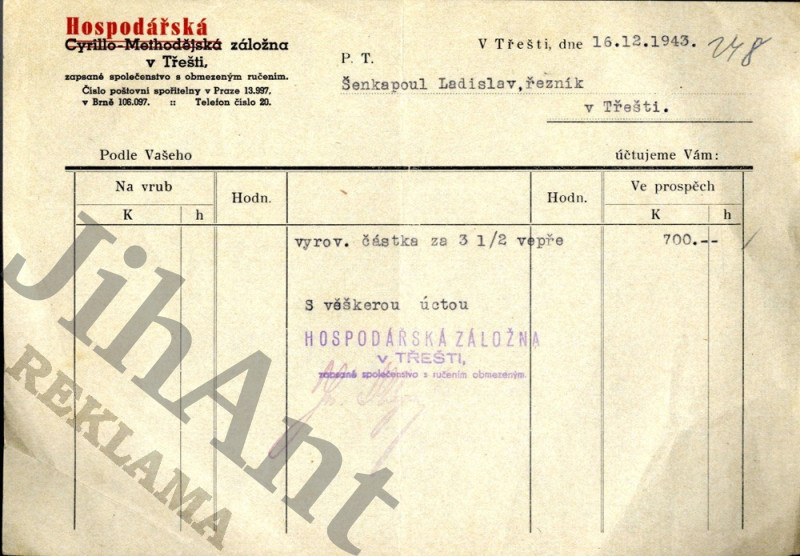 Hospodářská
Cyrillo-Methodějská záložna
v Třešti,
zapsané společenstvo s obmezeným ručením.
Číslo poštovní spořitelny v Praze 13.997.
v Brně 106.097. :: Telefon číslo 20.
V Třešti, dne 16.12.1943. 248
P. T.
Šenkapoul Ladislav,řezník
v Třešti.
Podle Vašeho účtujeme Vám:
Na vrub Hodn. Hodn. Ve prospěch
K h K h
vyrov. částka za 3 1/2 vepře 700.--
S věškerou úctou
HOSPODÁŘSKÁ ZÁLOŽNA
v TŘEŠTI,
zapsané společenstvo s ručením obmezeným.
JihAnt
REKLAMA